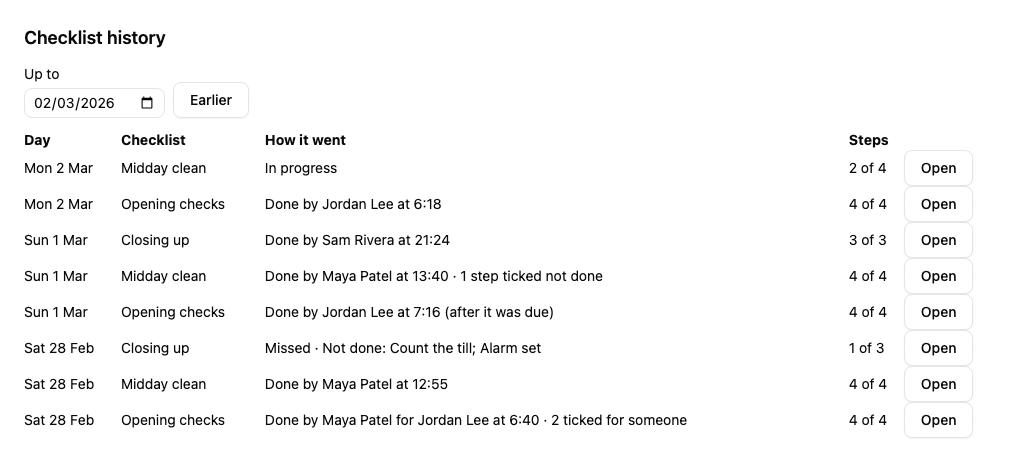 Checklist history
Up to
02/03/2026 Earlier
Day Checklist How it went Steps
Mon 2 Mar Midday clean In progress 2 of 4 Open
Mon 2 Mar Opening checks Done by Jordan Lee at 6:18 4 of 4 Open
Sun 1 Mar Closing up Done by Sam Rivera at 21:24 3 of 3 Open
Sun 1 Mar Midday clean Done by Maya Patel at 13:40 · 1 step ticked not done 4 of 4 Open
Sun 1 Mar Opening checks Done by Jordan Lee at 7:16 (after it was due) 4 of 4 Open
Sat 28 Feb Closing up Missed · Not done: Count the till; Alarm set 1 of 3 Open
Sat 28 Feb Midday clean Done by Maya Patel at 12:55 4 of 4 Open
Sat 28 Feb Opening checks Done by Maya Patel for Jordan Lee at 6:40 · 2 ticked for someone 4 of 4 Open